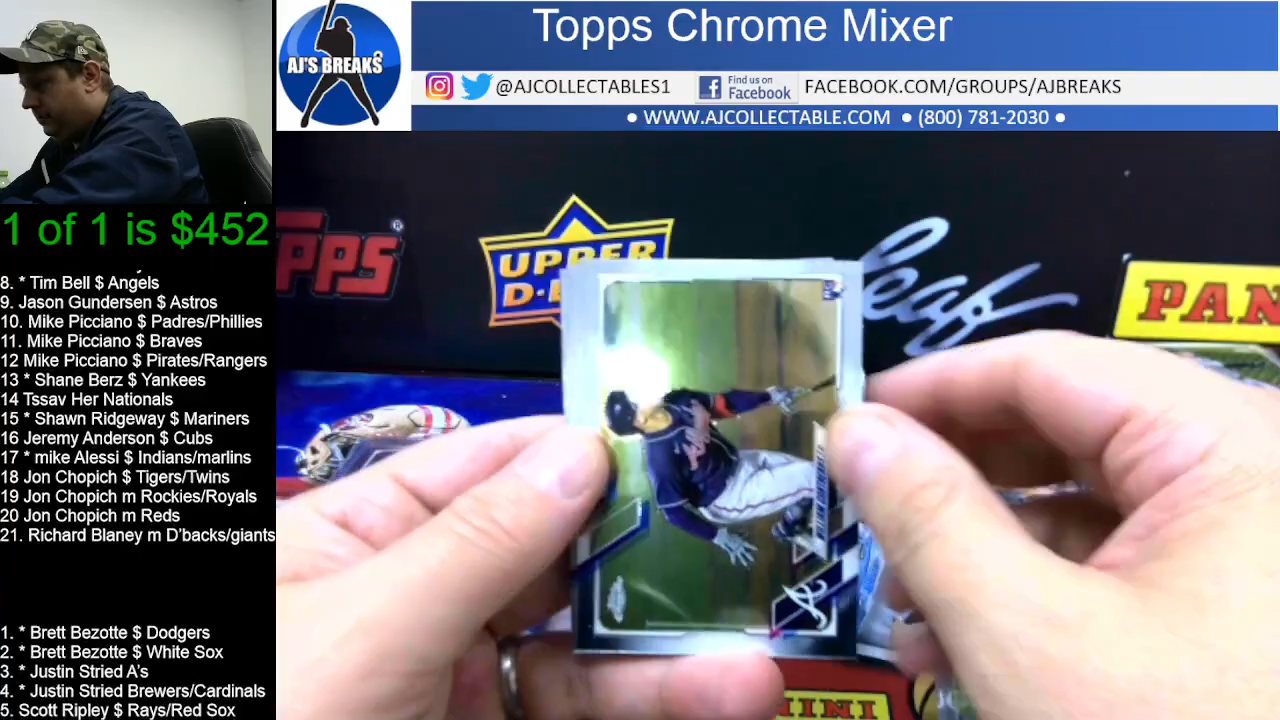 Topps Chrome Mixer
AJ'S BREAKS
@AJCOLLECTABLES1
Find us on
Facebook
FACEBOOK.COM/GROUPS/AJBREAKS
● WWW.AJCOLLECTABLE.COM ● (800) 781-2030 ●
1 of 1 is $452
8. * Tim Bell $ Angels
9. Jason Gundersen $ Astros
10. Mike Picciano $ Padres/Phillies
11. Mike Picciano $ Braves
12 Mike Picciano $ Pirates/Rangers
13 * Shane Berz $ Yankees
14 Tssav Her Nationals
15 * Shawn Ridgeway $ Mariners
16 Jeremy Anderson $ Cubs
17 * mike Alessi $ Indians/marlins
18 Jon Chopich $ Tigers/Twins
19 Jon Chopich m Rockies/Royals
20 Jon Chopich m Reds
21. Richard Blaney m D'backs/giants
1. * Brett Bezotte $ Dodgers
2. * Brett Bezotte $ White Sox
3. * Justin Stried A's
4. * Justin Stried Brewers/Cardinals
5. Scott Ripley $ Rays/Red Sox
UPPER
Leaf
PANINI